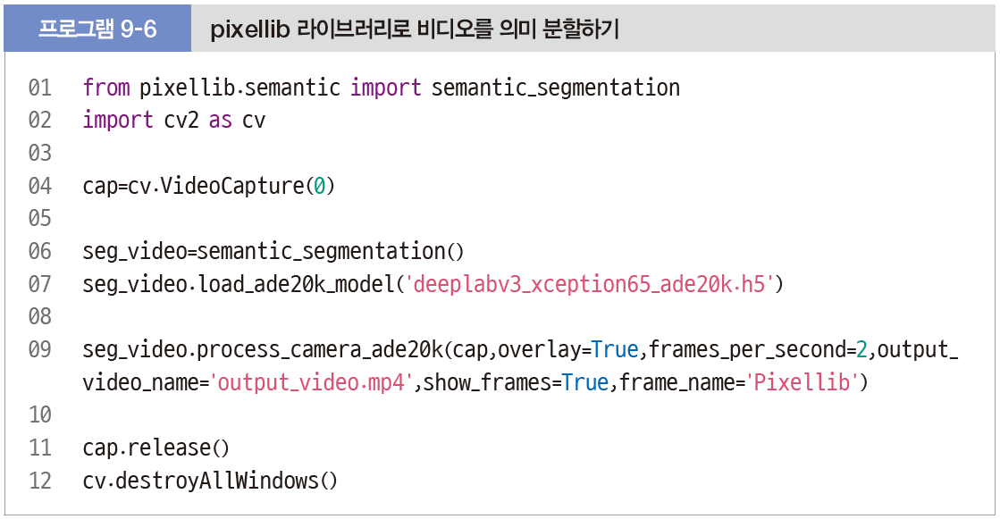 프로그램 9-6
pixellib 라이브러리로 비디오를 의미 분할하기
01 from pixellib.semantic import semantic_segmentation
02 import cv2 as cv
03
04 cap=cv.VideoCapture(0)
05
06 seg_video=semantic_segmentation()
07 seg_video.load_ade20k_model('deeplabv3_xception65_ade20k.h5')
08
09 seg_video.process_camera_ade20k(cap,overlay=True,frames_per_second=2,output_
video_name='output_video.mp4',show_frames=True,frame_name='Pixellib')
10
11 cap.release()
12 cv.destroyAllWindows()